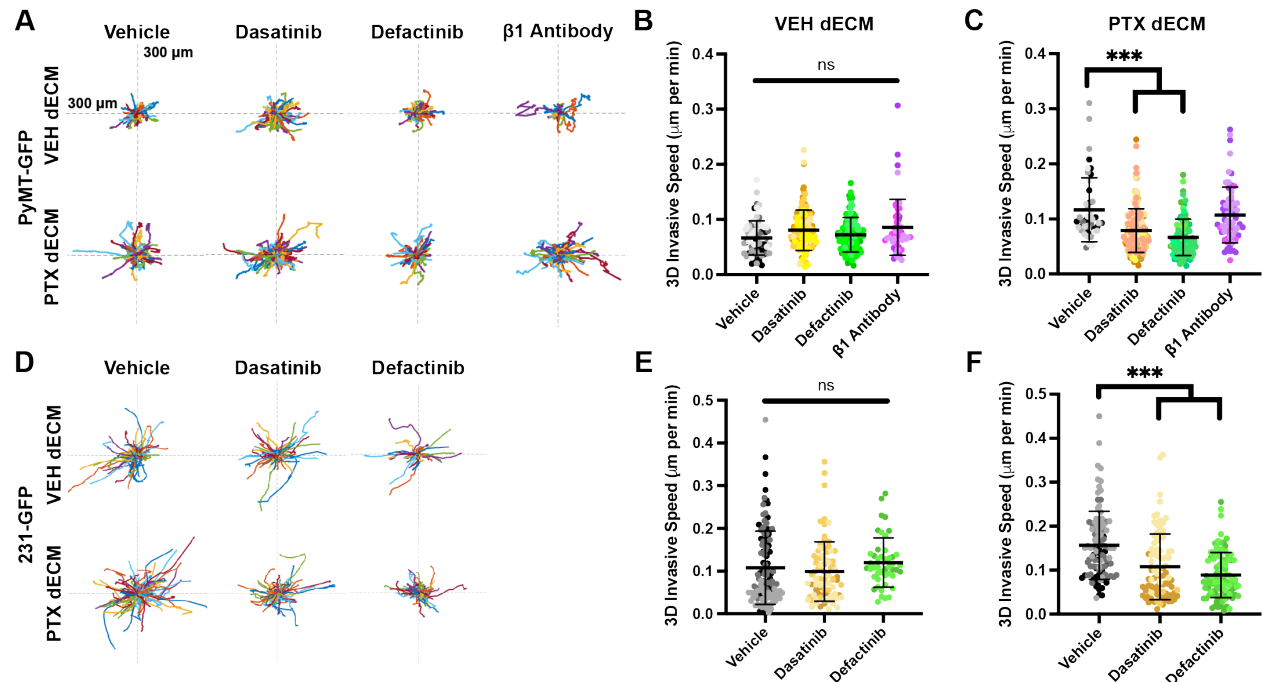 A
Vehicle
Dasatinib
Defactinib
β1 Antibody
300 µm
300 µm
PyMT-GFP
VEH dECM
PTX dECM
B
VEH dECM
3D Invasive Speed (µm per min)
0.4
0.3
0.2
0.1
0.0
ns
Vehicle
Dasatinib
Defactinib
β1 Antibody
C
PTX dECM
3D Invasive Speed (µm per min)
0.4
0.3
0.2
0.1
0.0
***
Vehicle
Dasatinib
Defactinib
β1 Antibody
D
Vehicle
Dasatinib
Defactinib
231-GFP
VEH dECM
PTX dECM
E
3D Invasive Speed (µm per min)
0.5
0.4
0.3
0.2
0.1
0.0
ns
Vehicle
Dasatinib
Defactinib
F
3D Invasive Speed (µm per min)
0.5
0.4
0.3
0.2
0.1
0.0
***
Vehicle
Dasatinib
Defactinib